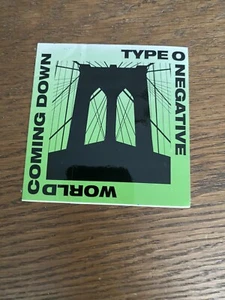 TYPE O NEGATIVE
WORLD COMING DOWN